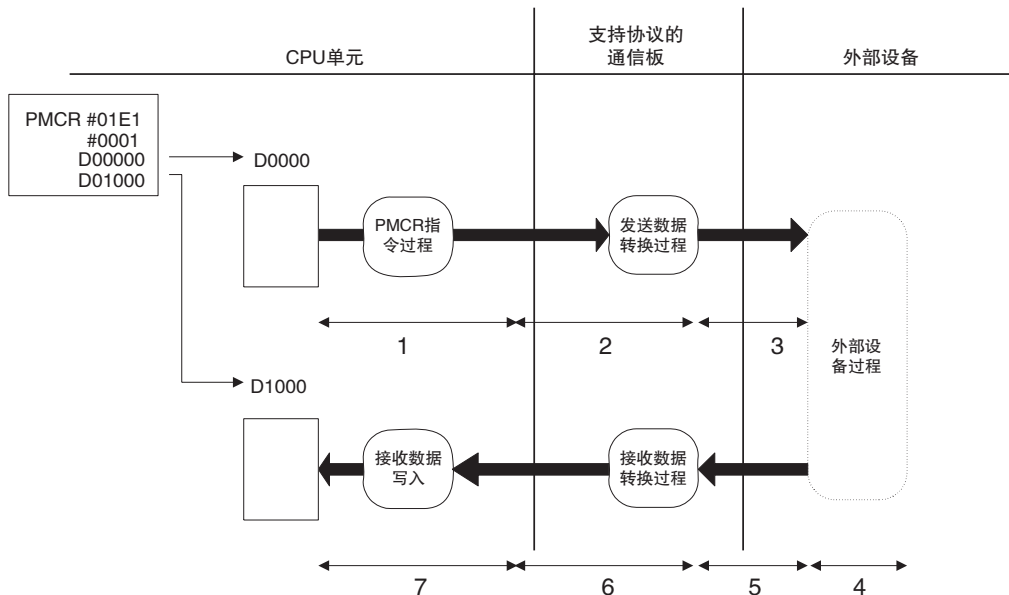 CPU单元
支持协议的
通信板
外部设备
PMCR #01E1
#0001
D00000
D01000
D0000
PMCR指
令过程
发送数据
转换过程
1
2
3
外部设
备过程
D1000
接收数据
写入
接收数据
转换过程
7
6
5
4